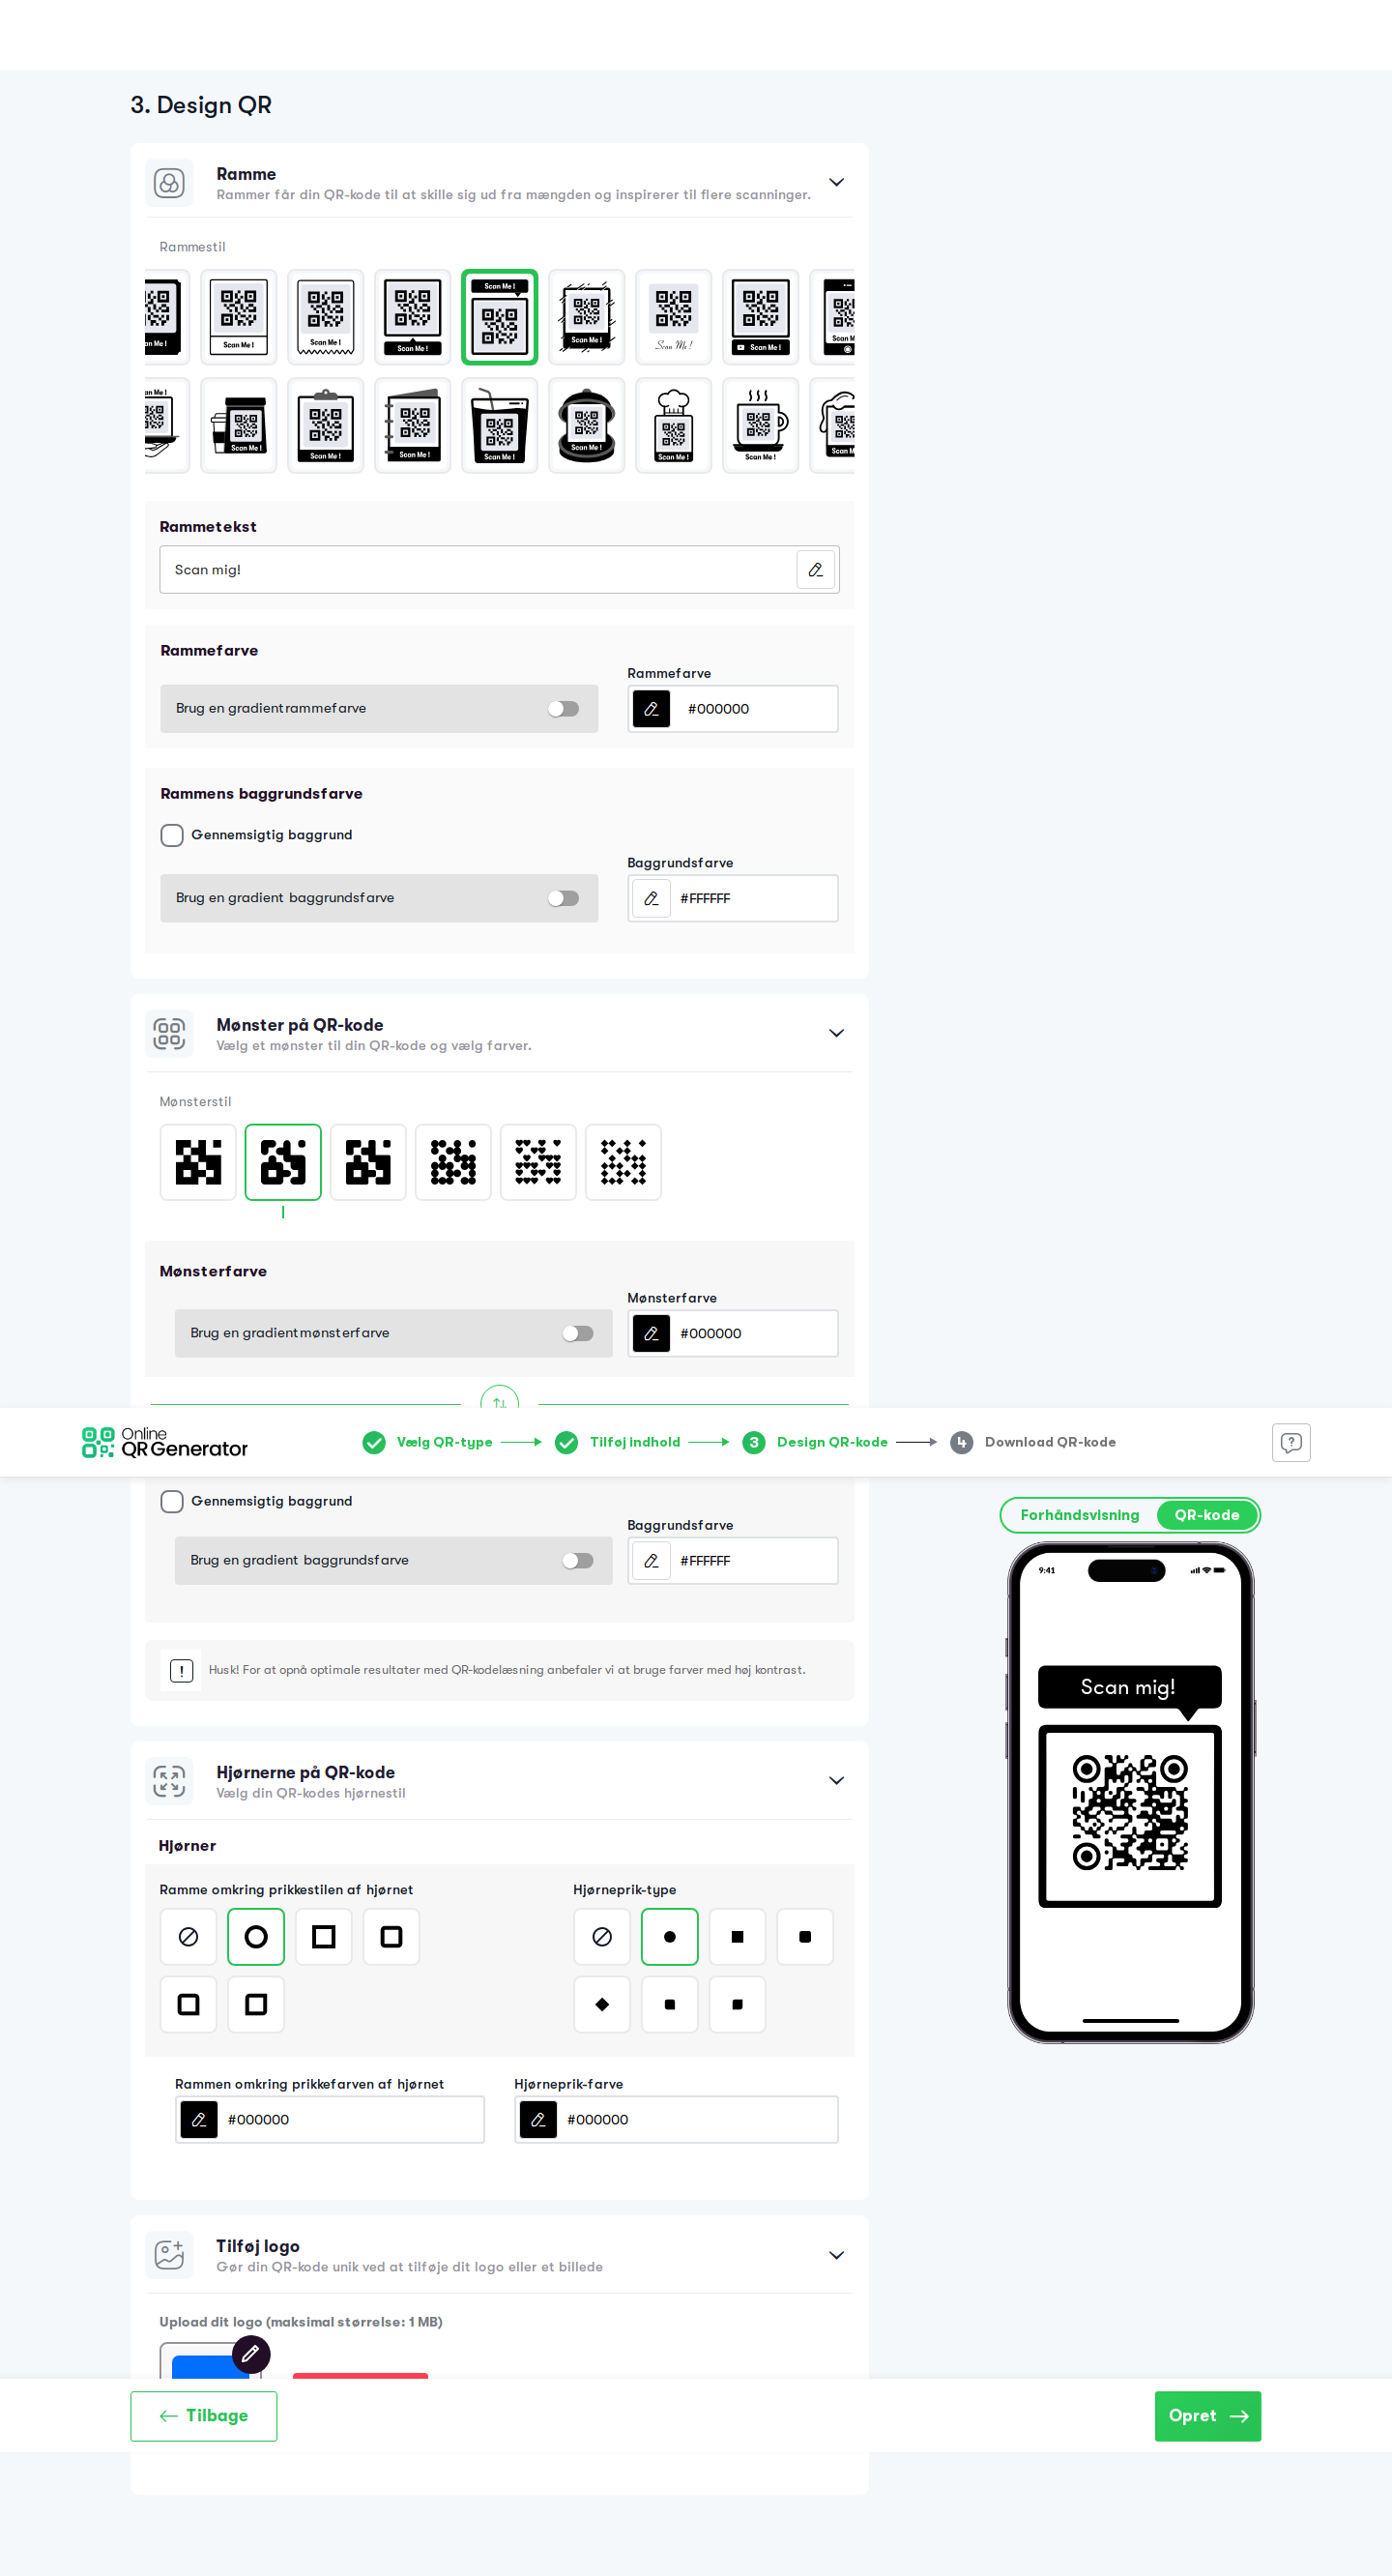 3. Design QR
Ramme
Rammer får din QR-kode til at skille sig ud fra mængden og inspirerer til flere scanninger.
Rammestil
Scan Me !
Scan Me !
Scan Me !
Scan Me !
Scan Me !
Scan Me !
Scan Me !
Scan Me !
Scan Me !
Scan Me !
Scan Me !
Scan Me !
Scan Me !
Scan Me !
Rammetekst
Scan mig!
Rammefarve
Rammefarve
Brug en gradientrammefarve
#000000
Rammens baggrundsfarve
Gennemsigtig baggrund
Baggrundsfarve
Brug en gradient baggrundsfarve
#FFFFFF
Mønster på QR-kode
Vælg et mønster til din QR-kode og vælg farver.
Mønsterstil
Mønsterfarve
Mønsterfarve
Brug en gradientmønsterfarve
#000000
Online
QR Generator
Vælg QR-type
Tilføj indhold
3 Design QR-kode
4 Download QR-kode
Gennemsigtig baggrund
Baggrundsfarve
Brug en gradient baggrundsfarve
#FFFFFF
Husk! For at opnå optimale resultater med QR-kodelæsning anbefaler vi at bruge farver med høj kontrast.
Forhåndsvisning
QR-kode
9:41
Scan mig!
Hjørnerne på QR-kode
Vælg din QR-kodes hjørnestil
Hjørner
Ramme omkring prikkestilen af hjørnet
Hjørneprik-type
Rammen omkring prikkefarven af hjørnet
Hjørneprik-farve
#000000
#000000
Tilføj logo
Gør din QR-kode unik ved at tilføje dit logo eller et billede
Upload dit logo (maksimal størrelse: 1 MB)
Tilbage
Opret